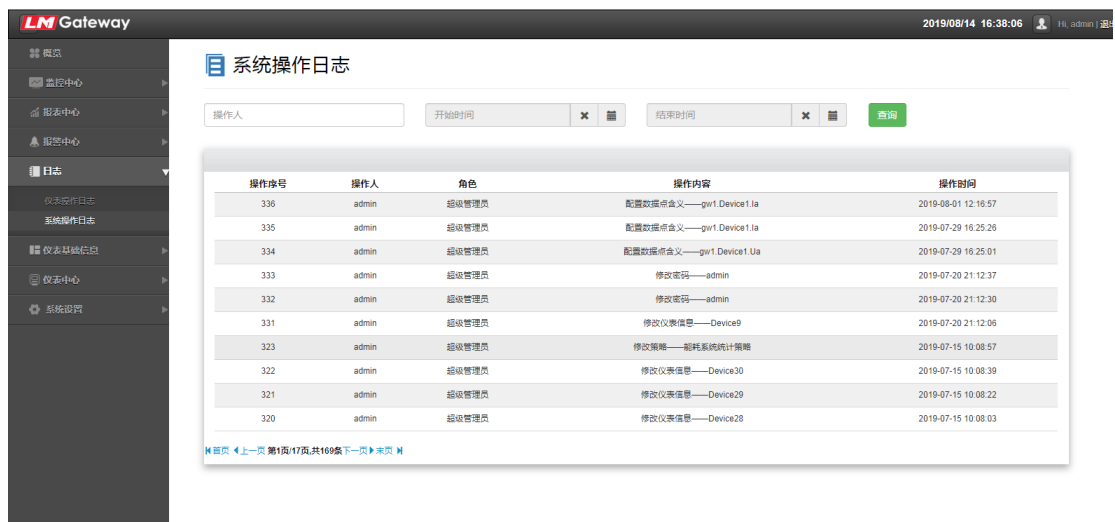 LM Gateway
2019/08/14 16:38:06 Hi, admin | 退出
概览
监控中心
报表中心
报警中心
日志
仪表操作日志
系统操作日志
仪表基础信息
仪表中心
系统设置
系统操作日志
操作人 开始时间 结束时间 查询
操作序号 操作人 角色 操作内容 操作时间
336 admin 超级管理员 配置数据点含义——gw1.Device1.Ia 2019-08-01 12:16:57
335 admin 超级管理员 配置数据点含义——gw1.Device1.Ia 2019-07-29 16:25:26
334 admin 超级管理员 配置数据点含义——gw1.Device1.Ua 2019-07-29 16:25:01
333 admin 超级管理员 修改密码——admin 2019-07-20 21:12:37
332 admin 超级管理员 修改密码——admin 2019-07-20 21:12:30
331 admin 超级管理员 修改仪表信息——Device9 2019-07-20 21:12:06
323 admin 超级管理员 修改策略——能耗系统统计策略 2019-07-15 10:08:57
322 admin 超级管理员 修改仪表信息——Device30 2019-07-15 10:08:39
321 admin 超级管理员 修改仪表信息——Device29 2019-07-15 10:08:22
320 admin 超级管理员 修改仪表信息——Device28 2019-07-15 10:08:03
首页 上一页 第1页/17页,共169条 下一页 末页